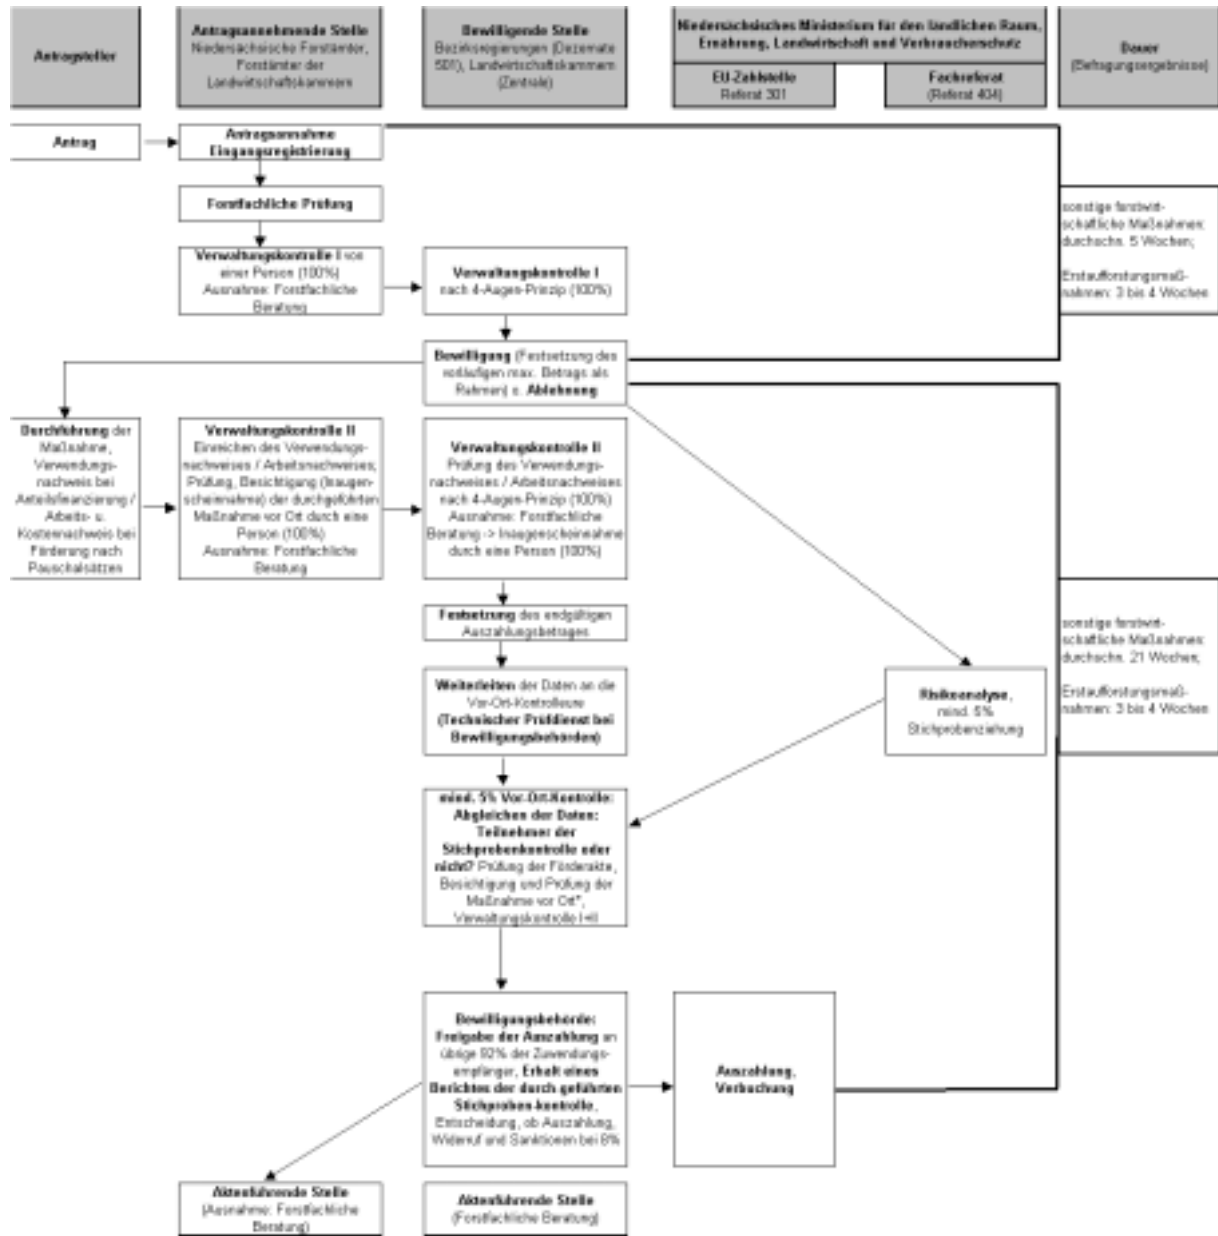 Antragsteller
Antragsannehmende Stelle
Niedersächsische Forstämter,
Forstämter der
Landwirtschaftskammern
Bewilligende Stelle
Bezirksregierungen (Dezernate
501), Landwirtschaftskammern
(Zentrale)
Niedersächsisches Ministerium für den ländlichen Raum,
Ernährung, Landwirtschaft und Verbraucherschutz
EU-Zahlstelle
Referat 301
Fachreferat
(Referat 404)
Dauer
(Befragungsergebnisse)
Antrag
Antragsannahme
Eingangsregistrierung
Forstfachliche Prüfung
Verwaltungskontrolle I von
einer Person (100%)
Ausnahme: Forstfachliche
Beratung
Verwaltungskontrolle I
nach 4-Augen-Prinzip (100%)
sonstige forstwirt-
schaftliche Maßnahmen:
durchschn. 5 Wochen;
Erstaufforstungsmaß-
nahmen: 3 bis 4 Wochen
Bewilligung (Festsetzung des
vorläufigen max. Betrags als
Rahmen) o. Ablehnung
Durchführung der
Maßnahme,
Verwendungs-
nachweis bei
Anteilsfinanzierung /
Arbeits- u.
Kostennachweis bei
Förderung nach
Pauschalsätzen
Verwaltungskontrolle II
Einreichen des Verwendungs-
nachweises / Arbeitsnachweises;
Prüfung, Besichtigung (Inaugen-
scheinnahme) der durchgeführten
Maßnahme vor Ort durch eine
Person (100%)
Ausnahme: Forstfachliche
Beratung
Verwaltungskontrolle II
Prüfung des Verwendungs-
nachweises / Arbeitsnachweises
nach 4-Augen-Prinzip (100%)
Ausnahme: Forstfachliche
Beratung -> Inaugenscheinnahme
durch eine Person (100%)
Festsetzung des endgültigen
Auszahlungsbetrages
sonstige forstwirt-
schaftliche Maßnahmen:
durchschn. 21 Wochen;
Erstaufforstungsmaß-
nahmen: 3 bis 4 Wochen
Weiterleiten der Daten an die
Vor-Ort-Kontrolleure
(Technischer Prüfdienst bei
Bewilligungsbehörden)
Risikoanalyse,
mind. 5%
Stichprobenziehung
mind. 5% Vor-Ort-Kontrolle:
Abgleichen der Daten:
Teilnehmer der
Stichprobenkontrolle oder
nicht? Prüfung der Förderakte,
Besichtigung und Prüfung der
Maßnahme vor Ort*,
Verwaltungskontrolle I+II
Bewilligungsbehörde:
Freigabe der Auszahlung an
übrige 92% der Zuwendungs-
empfänger, Erhalt eines
Berichtes der durch geführten
Stichproben-kontrolle,
Entscheidung, ob Auszahlung,
Widerruf und Sanktionen bei 8%
Auszahlung,
Verbuchung
Aktenführende Stelle
(Ausnahme: Forstfachliche
Beratung)
Aktenführende Stelle
(Forstfachliche Beratung)